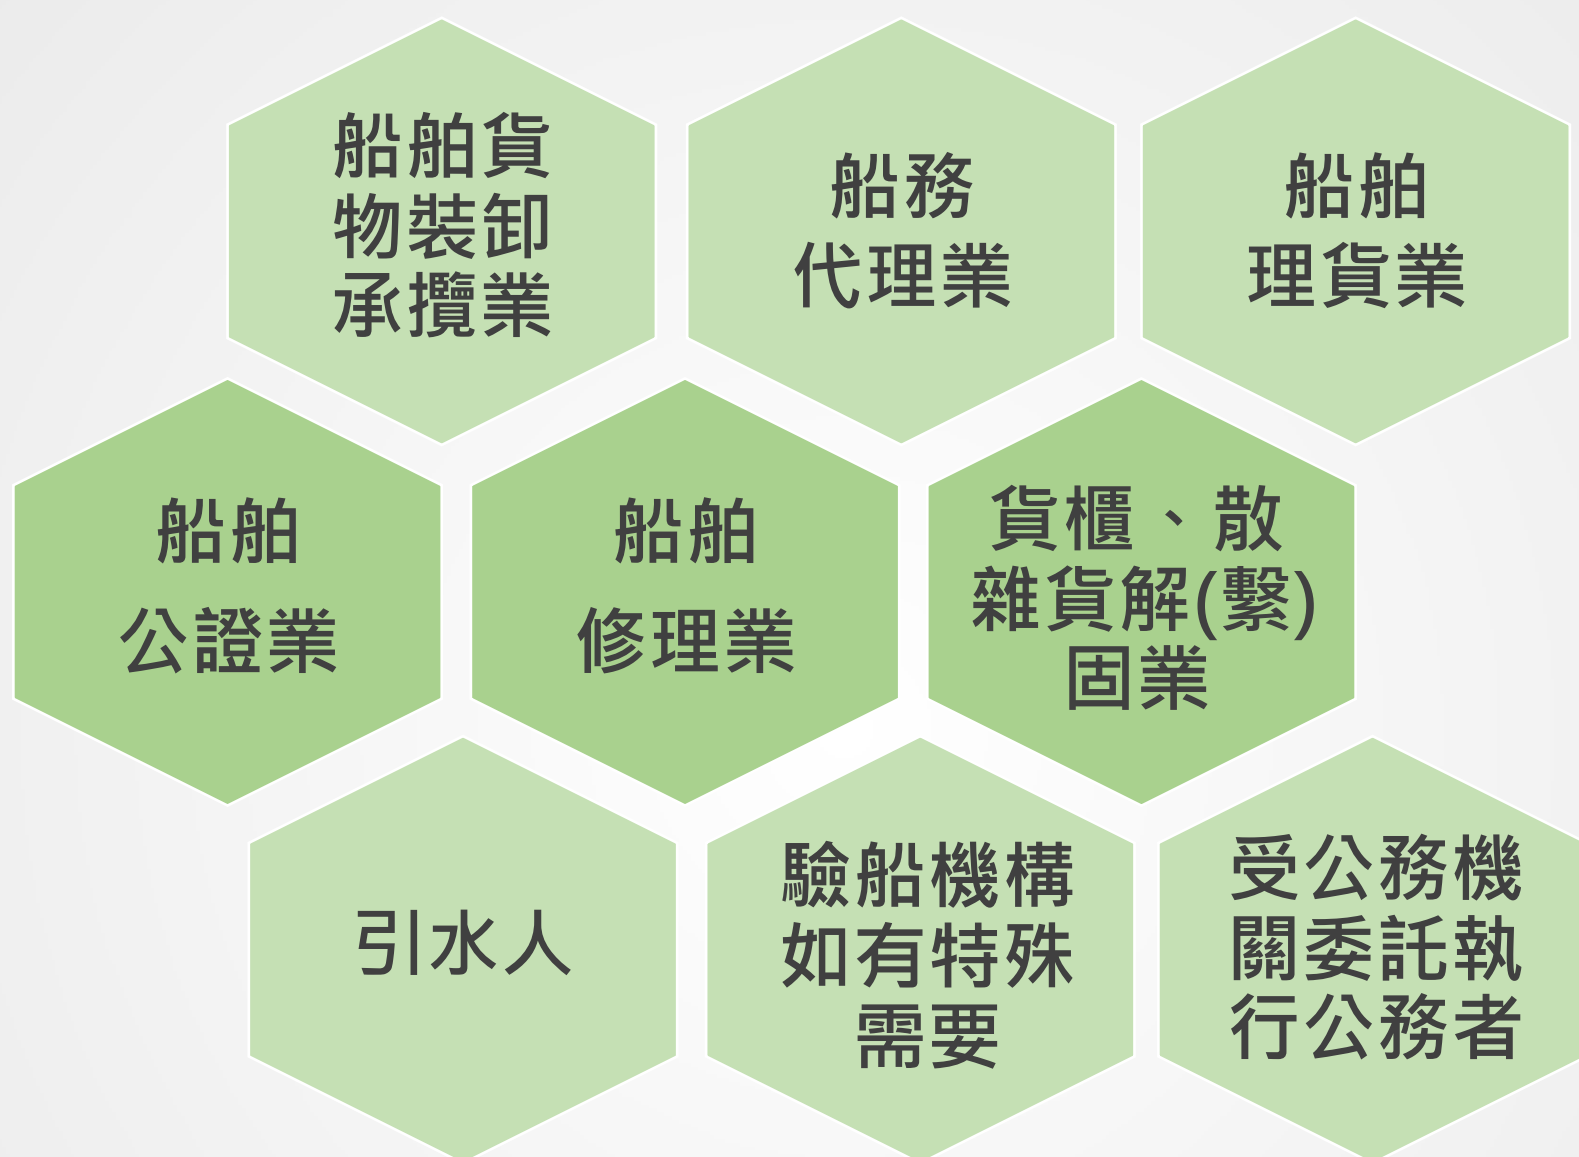 船舶貨
物裝卸
承攬業
船務
代理業
船舶
理貨業
船舶
公證業
船舶
修理業
貨櫃、散
雜貨解(繫)
固業
引水人
驗船機構
如有特殊
需要
受公務機
關委託執
行公務者